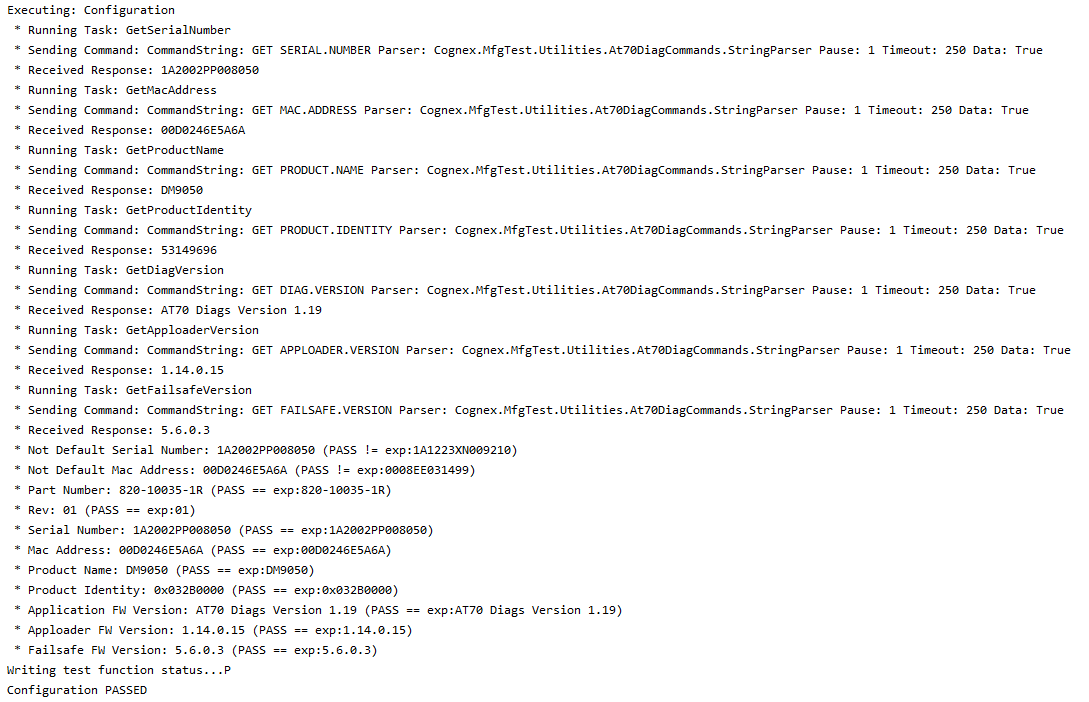 Executing: Configuration
* Running Task: GetSerialNumber
* Sending Command: CommandString: GET SERIAL.NUMBER Parser: Cognex.MfgTest.Utilities.At70DiagCommands.StringParser Pause: 1 Timeout: 250 Data: True
* Received Response: 1A2002PP008050
* Running Task: GetMacAddress
* Sending Command: CommandString: GET MAC.ADDRESS Parser: Cognex.MfgTest.Utilities.At70DiagCommands.StringParser Pause: 1 Timeout: 250 Data: True
* Received Response: 00D0246E5A6A
* Running Task: GetProductName
* Sending Command: CommandString: GET PRODUCT.NAME Parser: Cognex.MfgTest.Utilities.At70DiagCommands.StringParser Pause: 1 Timeout: 250 Data: True
* Received Response: DM9050
* Running Task: GetProductIdentity
* Sending Command: CommandString: GET PRODUCT.IDENTITY Parser: Cognex.MfgTest.Utilities.At70DiagCommands.StringParser Pause: 1 Timeout: 250 Data: True
* Received Response: 53149696
* Running Task: GetDiagVersion
* Sending Command: CommandString: GET DIAG.VERSION Parser: Cognex.MfgTest.Utilities.At70DiagCommands.StringParser Pause: 1 Timeout: 250 Data: True
* Received Response: AT70 Diags Version 1.19
* Running Task: GetApploaderVersion
* Sending Command: CommandString: GET APPLOADER.VERSION Parser: Cognex.MfgTest.Utilities.At70DiagCommands.StringParser Pause: 1 Timeout: 250 Data: True
* Received Response: 1.14.0.15
* Running Task: GetFailsafeVersion
* Sending Command: CommandString: GET FAILSAFE.VERSION Parser: Cognex.MfgTest.Utilities.At70DiagCommands.StringParser Pause: 1 Timeout: 250 Data: True
* Received Response: 5.6.0.3
* Not Default Serial Number: 1A2002PP008050 (PASS != exp:1A1223XN009210)
* Not Default Mac Address: 00D0246E5A6A (PASS != exp:0008EE031499)
* Part Number: 820-10035-1R (PASS == exp:820-10035-1R)
* Rev: 01 (PASS == exp:01)
* Serial Number: 1A2002PP008050 (PASS == exp:1A2002PP008050)
* Mac Address: 00D0246E5A6A (PASS == exp:00D0246E5A6A)
* Product Name: DM9050 (PASS == exp:DM9050)
* Product Identity: 0x032B0000 (PASS == exp:0x032B0000)
* Application FW Version: AT70 Diags Version 1.19 (PASS == exp:AT70 Diags Version 1.19)
* Apploader FW Version: 1.14.0.15 (PASS == exp:1.14.0.15)
* Failsafe FW Version: 5.6.0.3 (PASS == exp:5.6.0.3)
Writing test function status...P
Configuration PASSED